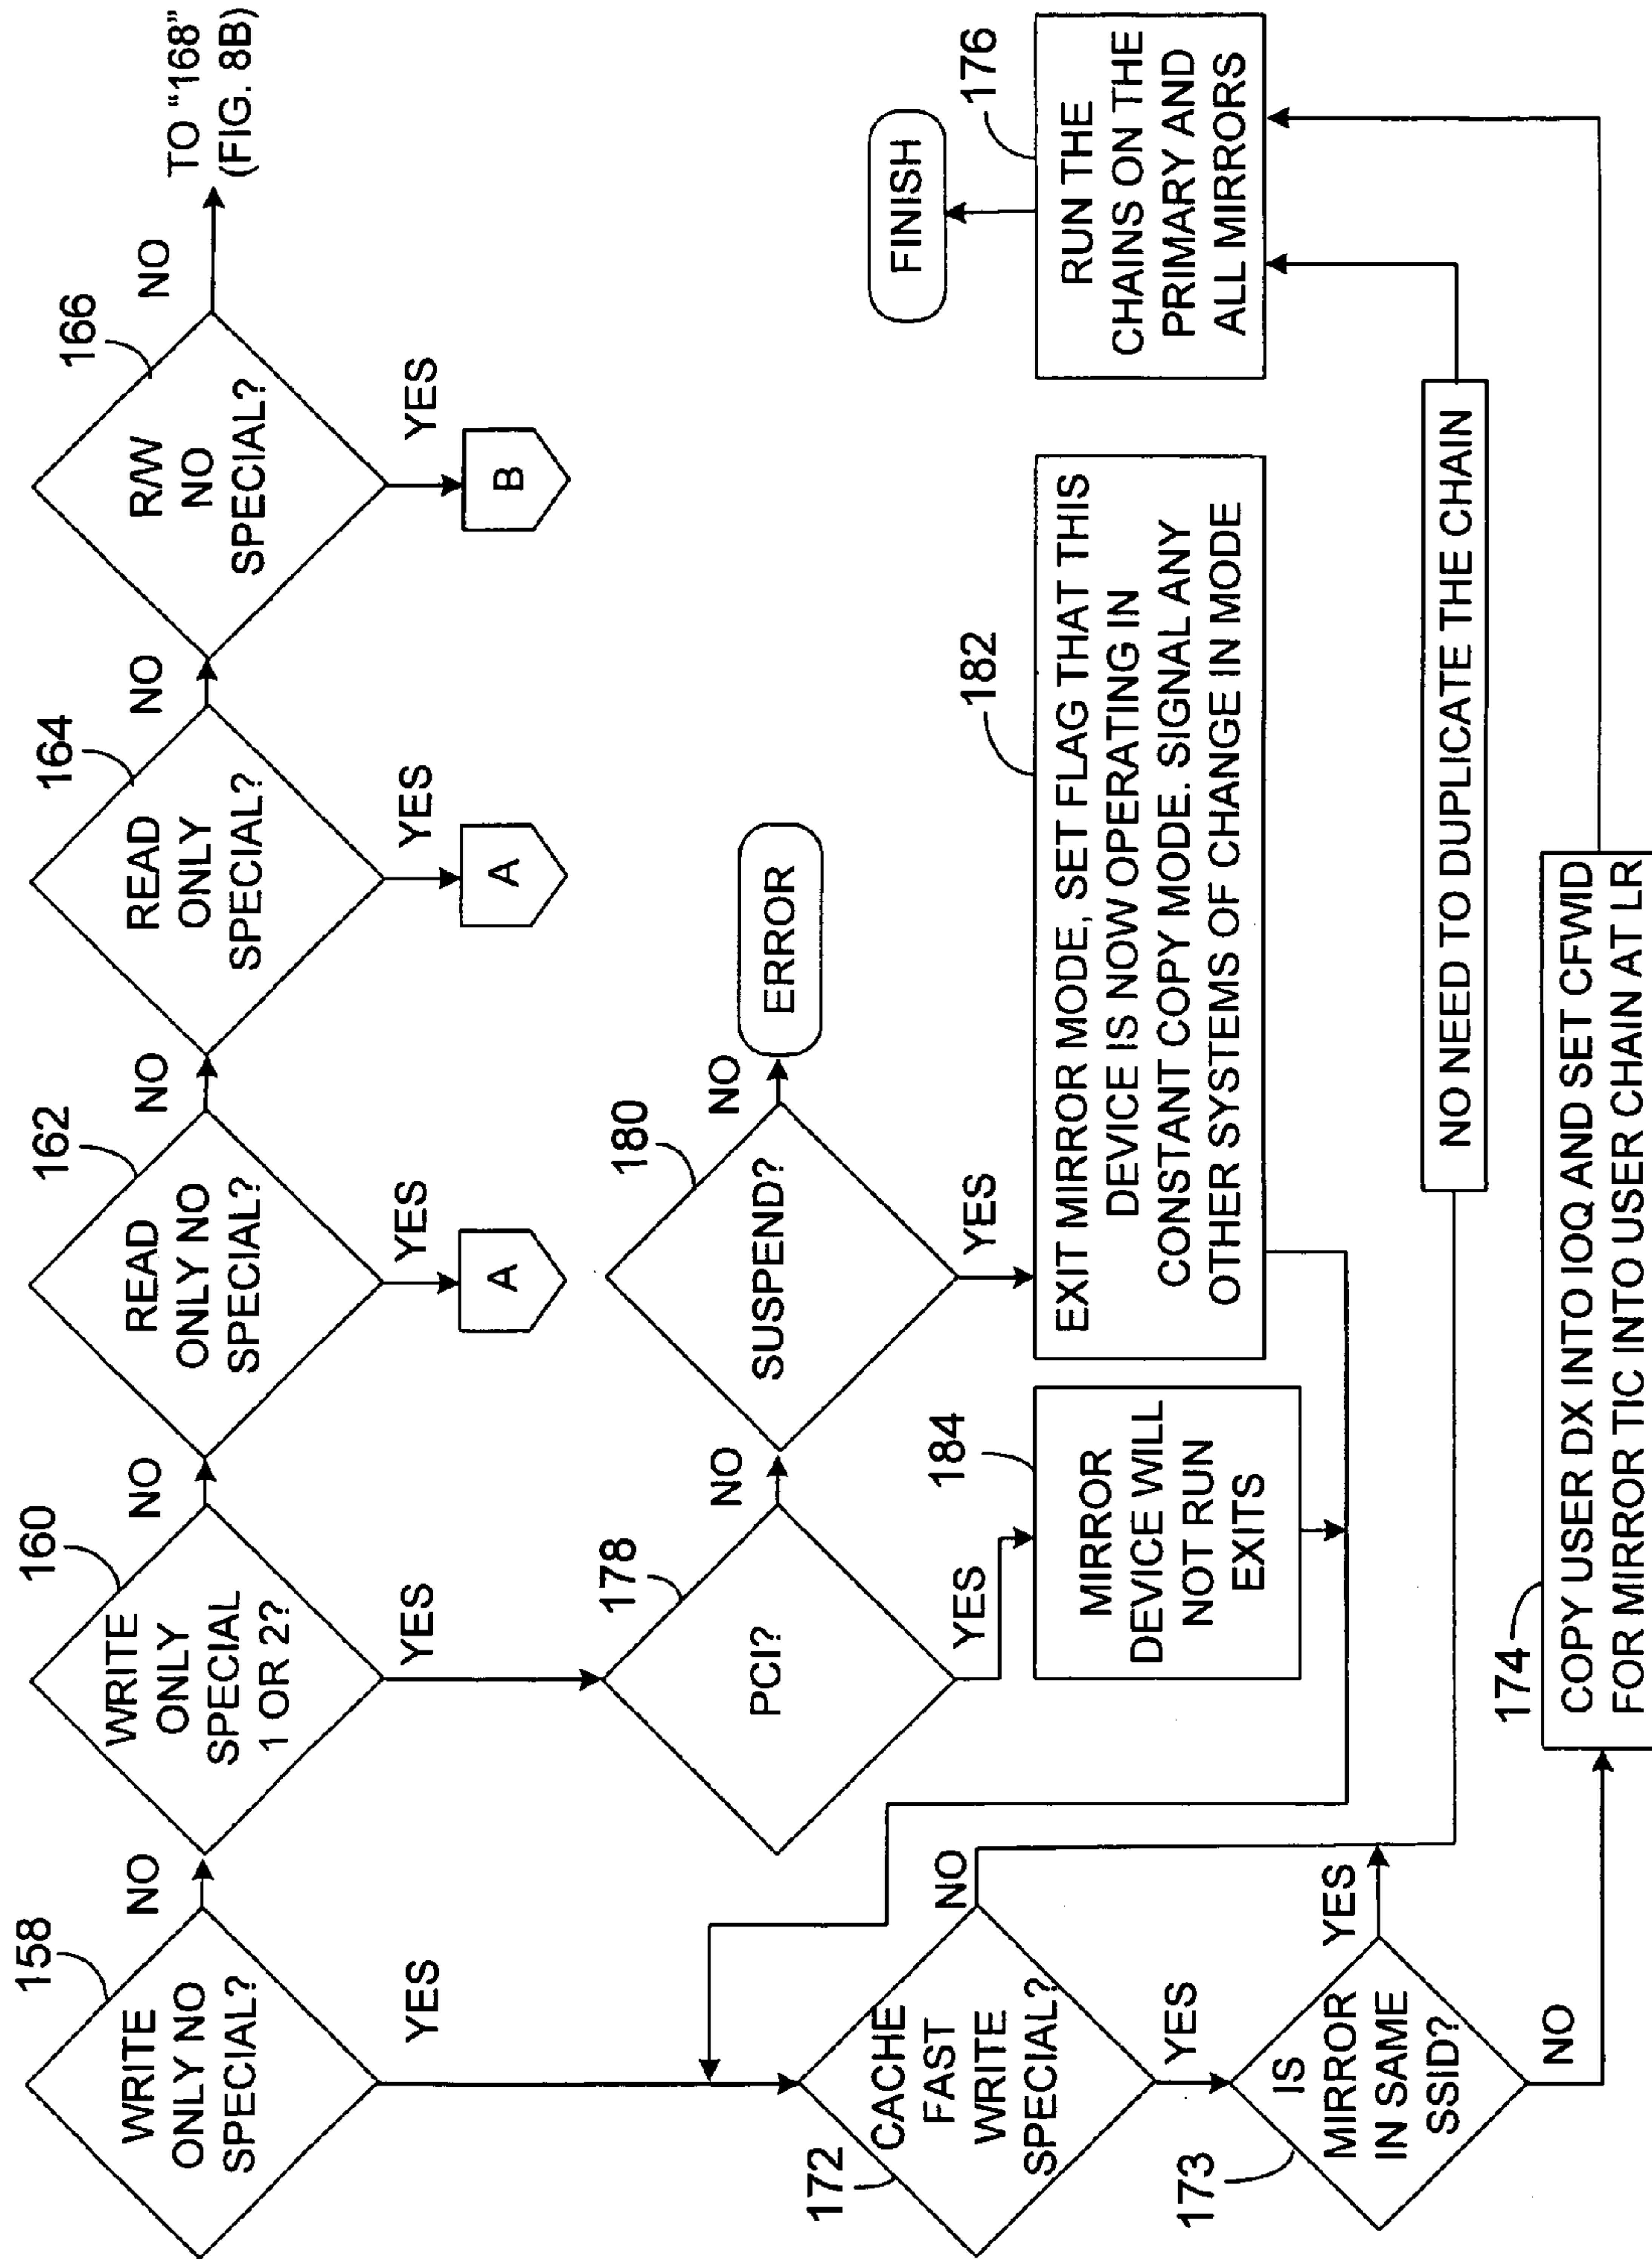 158
WRITE
ONLY NO
SPECIAL?
NO
YES
160
WRITE
ONLY
SPECIAL
1 OR 2?
NO
YES
162
READ
ONLY NO
SPECIAL?
NO
YES
A
164
READ
ONLY
SPECIAL?
NO
YES
A
166
R/W
NO
SPECIAL?
NO
YES
B
TO "168"
(FIG. 8B)
178
PCI?
NO
YES
180
SUSPEND?
NO
YES
ERROR
184
MIRROR
DEVICE WILL
NOT RUN
EXITS
182
EXIT MIRROR MODE, SET FLAG THAT THIS
DEVICE IS NOW OPERATING IN
CONSTANT COPY MODE. SIGNAL ANY
OTHER SYSTEMS OF CHANGE IN MODE
172
CACHE
FAST
WRITE
SPECIAL?
NO
YES
173
IS
MIRROR
IN SAME
SSID?
YES
NO
NO NEED TO DUPLICATE THE CHAIN
174
COPY USER DX INTO IOQ AND SET CFWID
FOR MIRROR TIC INTO USER CHAIN AT LR
176
RUN THE
CHAINS ON THE
PRIMARY AND
ALL MIRRORS
FINISH